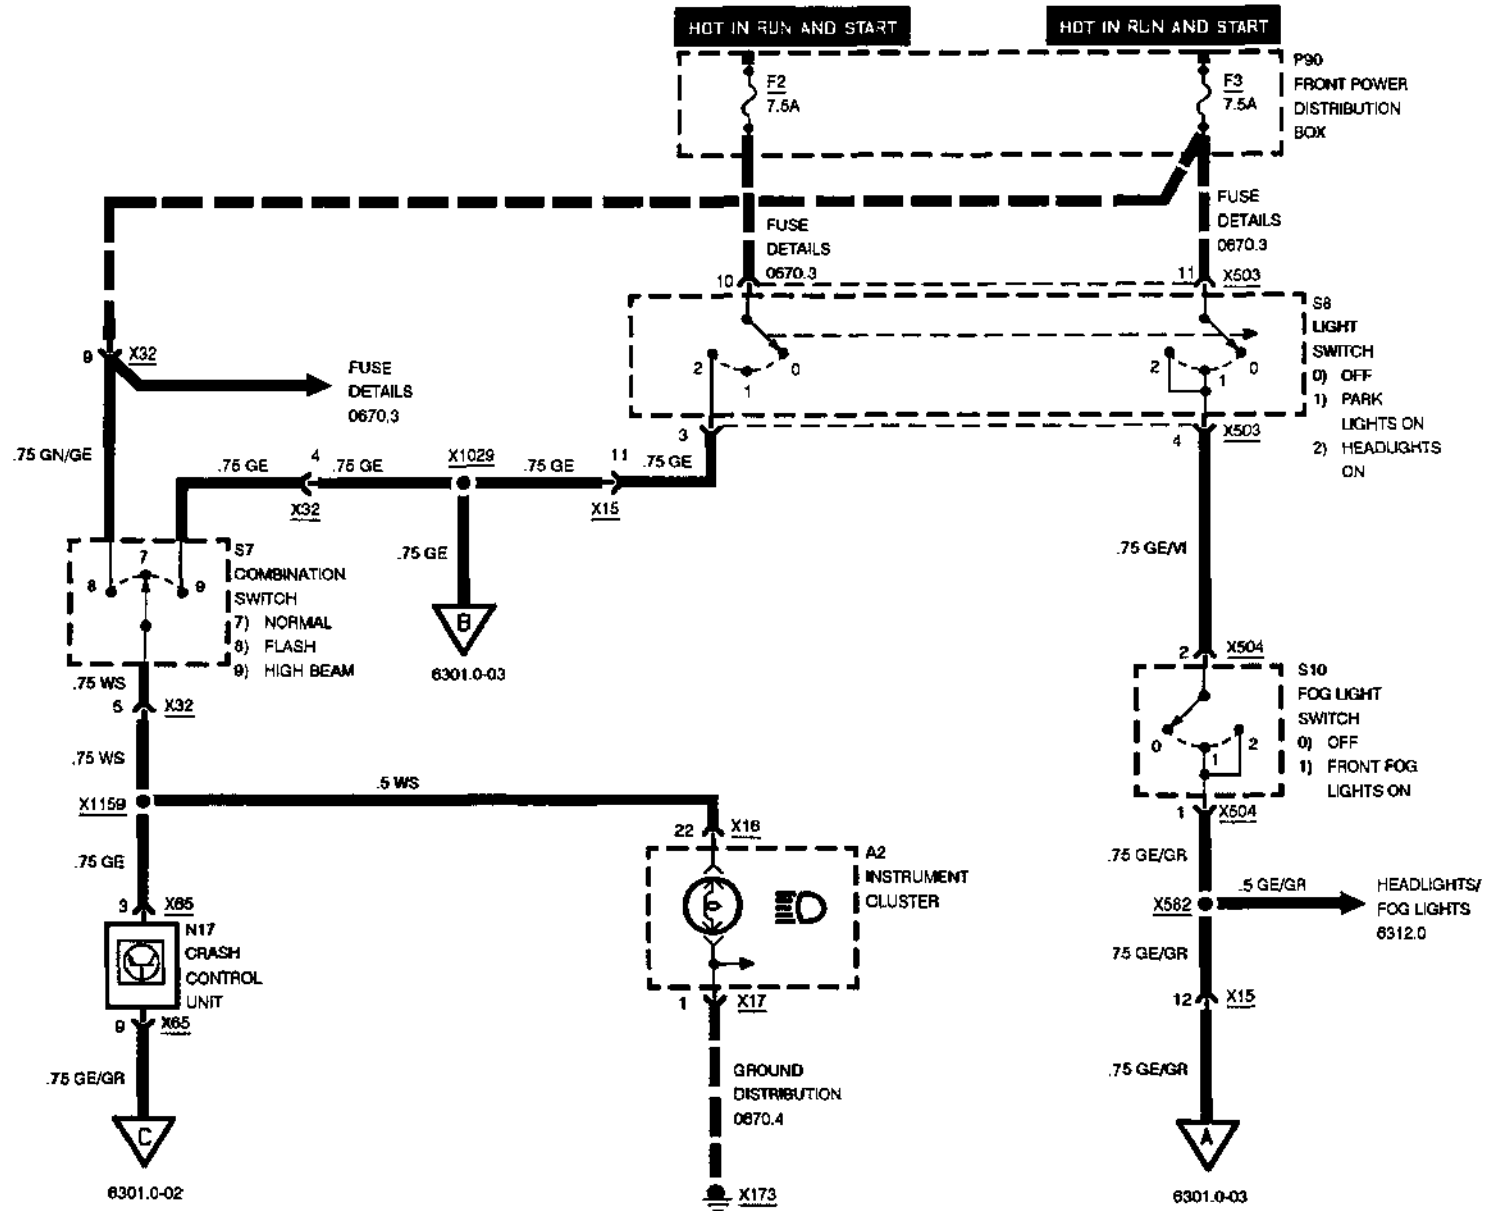 HOT IN RUN AND START
HOT IN RUN AND START
F2
7.5A
F3
7.5A
P90
FRONT POWER
DISTRIBUTION
BOX
FUSE
DETAILS
0670.3
FUSE
DETAILS
0670.3
10
11
X503
S8
LIGHT
SWITCH
0) OFF
1) PARK
LIGHTS ON
2) HEADLIGHTS
ON
2
1
0
2
1
0
9
X32
FUSE
DETAILS
0670.3
3
4
X503
.75 GN/GE
.75 GE
4
X32
.75 GE
X1029
.75 GE
11
X15
.75 GE
.75 GE
B
6301.0-03
.75 GE/VI
S7
COMBINATION
SWITCH
7) NORMAL
8) FLASH
9) HIGH BEAM
7
8
9
.75 WS
5
X32
.75 WS
X1159
.5 WS
.75 GE
3
X65
N17
CRASH
CONTROL
UNIT
9
X65
.75 GE/GR
C
6301.0-02
22
X16
A2
INSTRUMENT
CLUSTER
1
X17
GROUND
DISTRIBUTION
0670.4
X173
2
X504
S10
FOG LIGHT
SWITCH
0) OFF
1) FRONT FOG
LIGHTS ON
0
1
2
1
X504
.75 GE/GR
X582
.5 GE/GR
HEADLIGHTS/
FOG LIGHTS
6312.0
75 GE/GR
12
X15
.75 GE/GR
A
6301.0-03